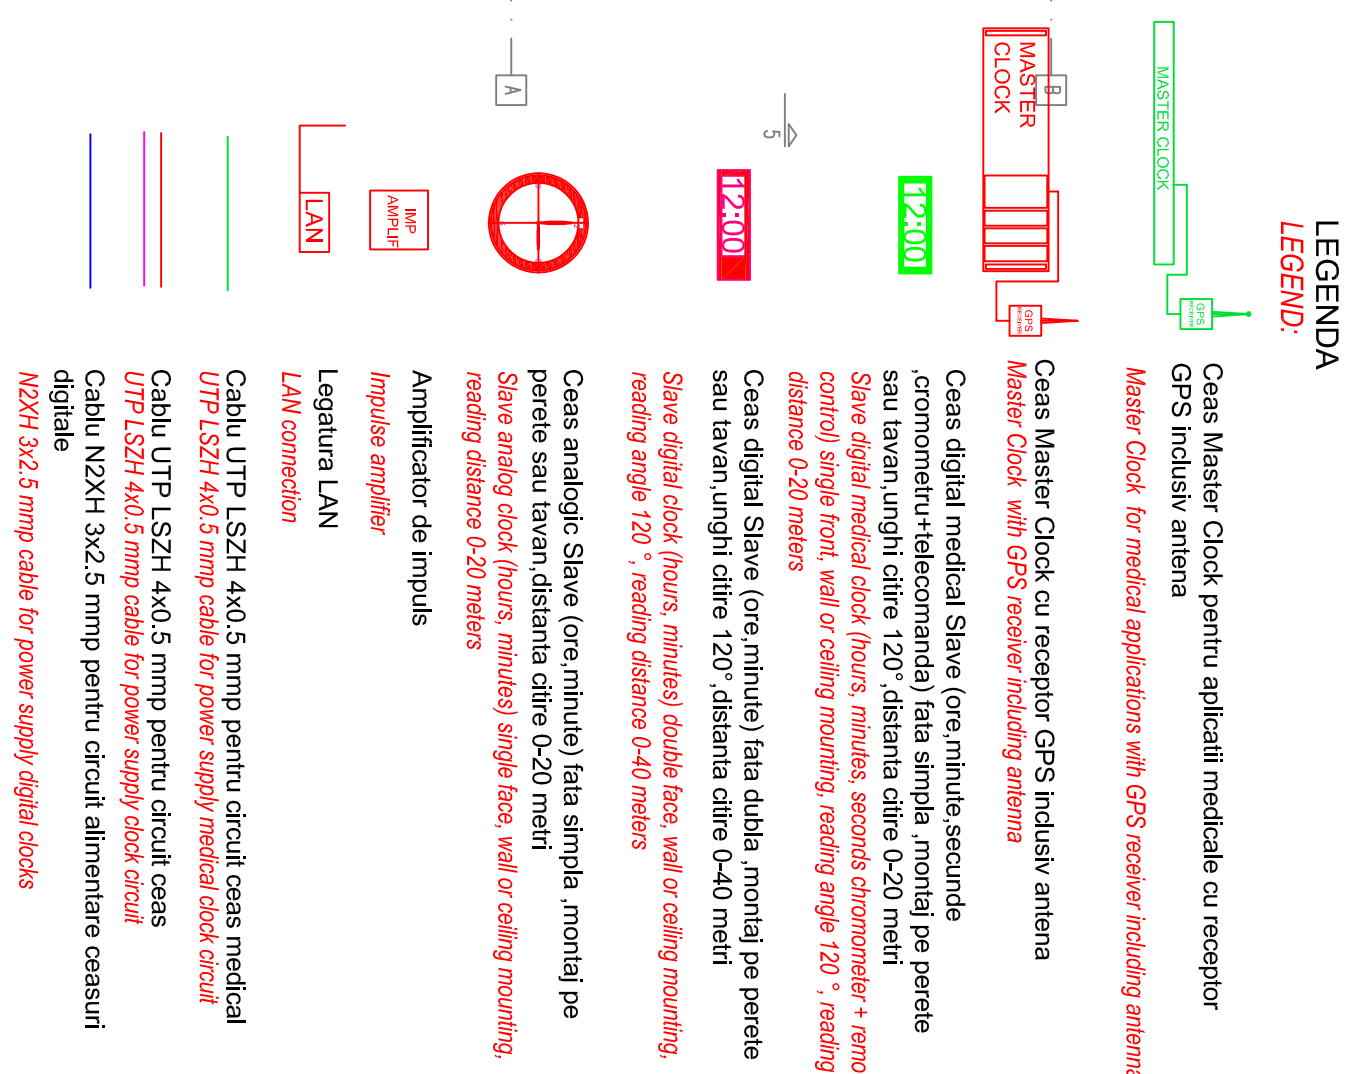 LEGENDA
LEGEND:
MASTER CLOCK
GPS
RECEIVER
Ceas Master Clock pentru aplicatii medicale cu receptor
GPS inclusiv antena
Master Clock for medical applications with GPS receiver including antenna
B
MASTER
CLOCK
GPS
RECEIVER
Ceas Master Clock cu receptor GPS inclusiv antena
Master Clock with GPS receiver including antenna
12:00
Ceas digital medical Slave (ore,minute,secunde
,cromometru+telecomanda) fata simpla ,montaj pe perete
sau tavan,unghi citire 120°,distanta citire 0-20 metri
Slave digital medical clock (hours, minutes, seconds chromometer + remo
control) single front, wall or ceiling mounting, reading angle 120 °, reading
distance 0-20 meters
5
12:00
Ceas digital Slave (ore,minute) fata dubla ,montaj pe perete
sau tavan,unghi citire 120°,distanta citire 0-40 metri
Slave digital clock (hours, minutes) double face, wall or ceiling mounting,
reading angle 120 °, reading distance 0-40 meters
A
Ceas analogic Slave (ore,minute) fata simpla ,montaj pe
perete sau tavan,distanta citire 0-20 metri
Slave analog clock (hours, minutes) single face, wall or ceiling mounting,
reading distance 0-20 meters
IMP
AMPLIF
Amplificator de impuls
Impulse amplifier
LAN
Legatura LAN
LAN connection
Cablu UTP LSZH 4x0.5 mmp pentru circuit ceas medical
UTP LSZH 4x0.5 mmp cable for power supply medical clock circuit
Cablu UTP LSZH 4x0.5 mmp pentru circuit ceas
UTP LSZH 4x0.5 mmp cable for power supply clock circuit
Cablu N2XH 3x2.5 mmp pentru circuit alimentare ceasuri
digitale
N2XH 3x2.5 mmp cable for power supply digital clocks